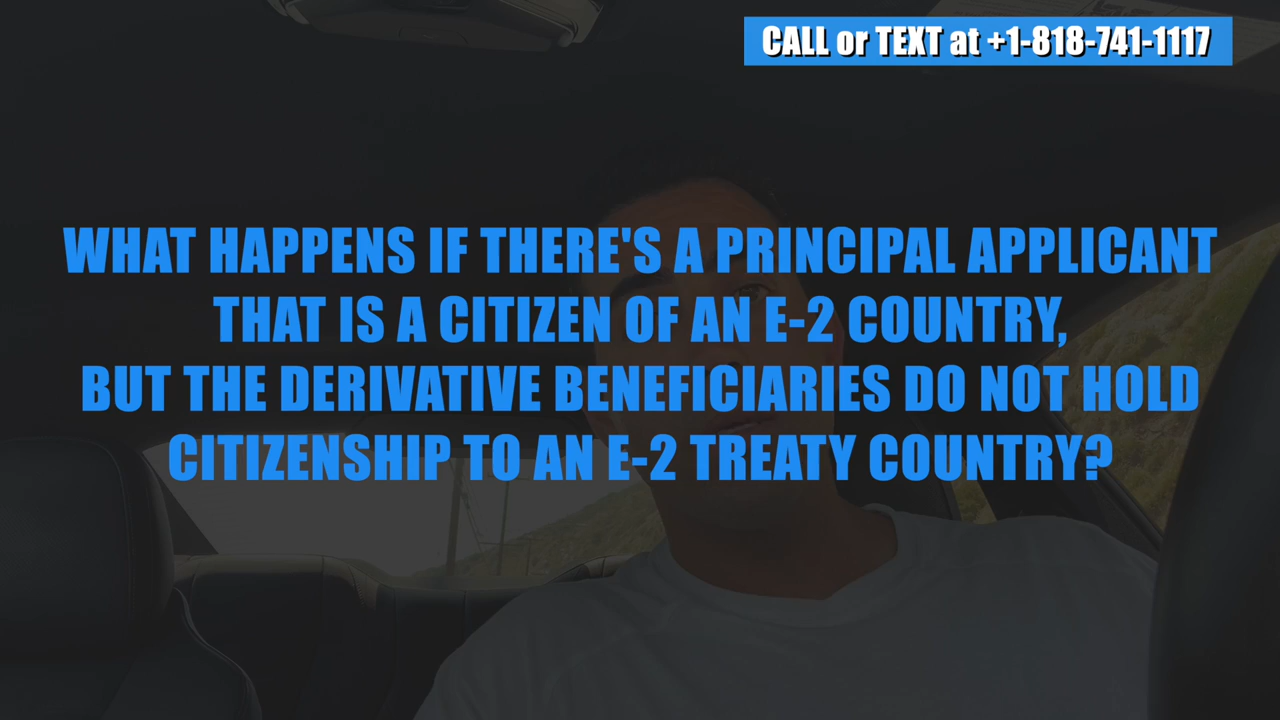 CALL or TEXT at +1-818-741-1117
WHAT HAPPENS IF THERE'S A PRINCIPAL APPLICANT
THAT IS A CITIZEN OF AN E-2 COUNTRY,
BUT THE DERIVATIVE BENEFICIARIES DO NOT HOLD
CITIZENSHIP TO AN E-2 TREATY COUNTRY?